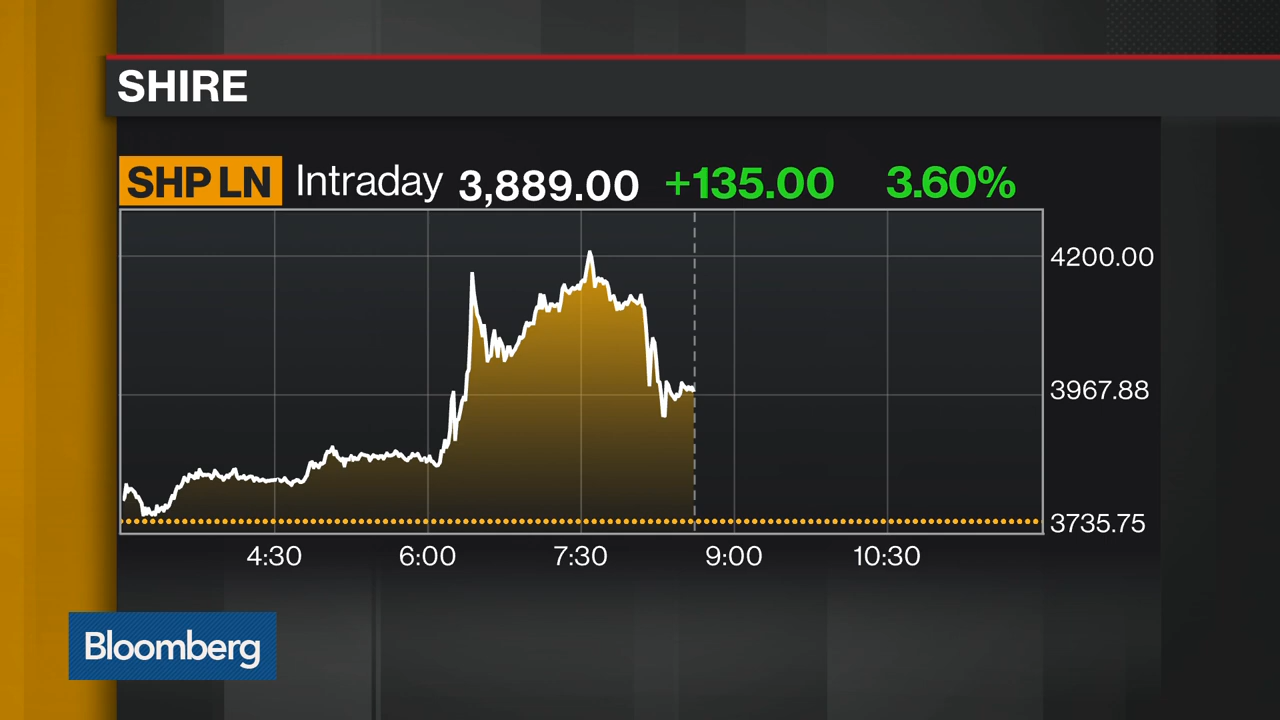 SHIRE
SHP LN Intraday 3,889.00 +135.00 3.60%
4200.00
3967.88
3735.75
4:30 6:00 7:30 9:00 10:30
Bloomberg